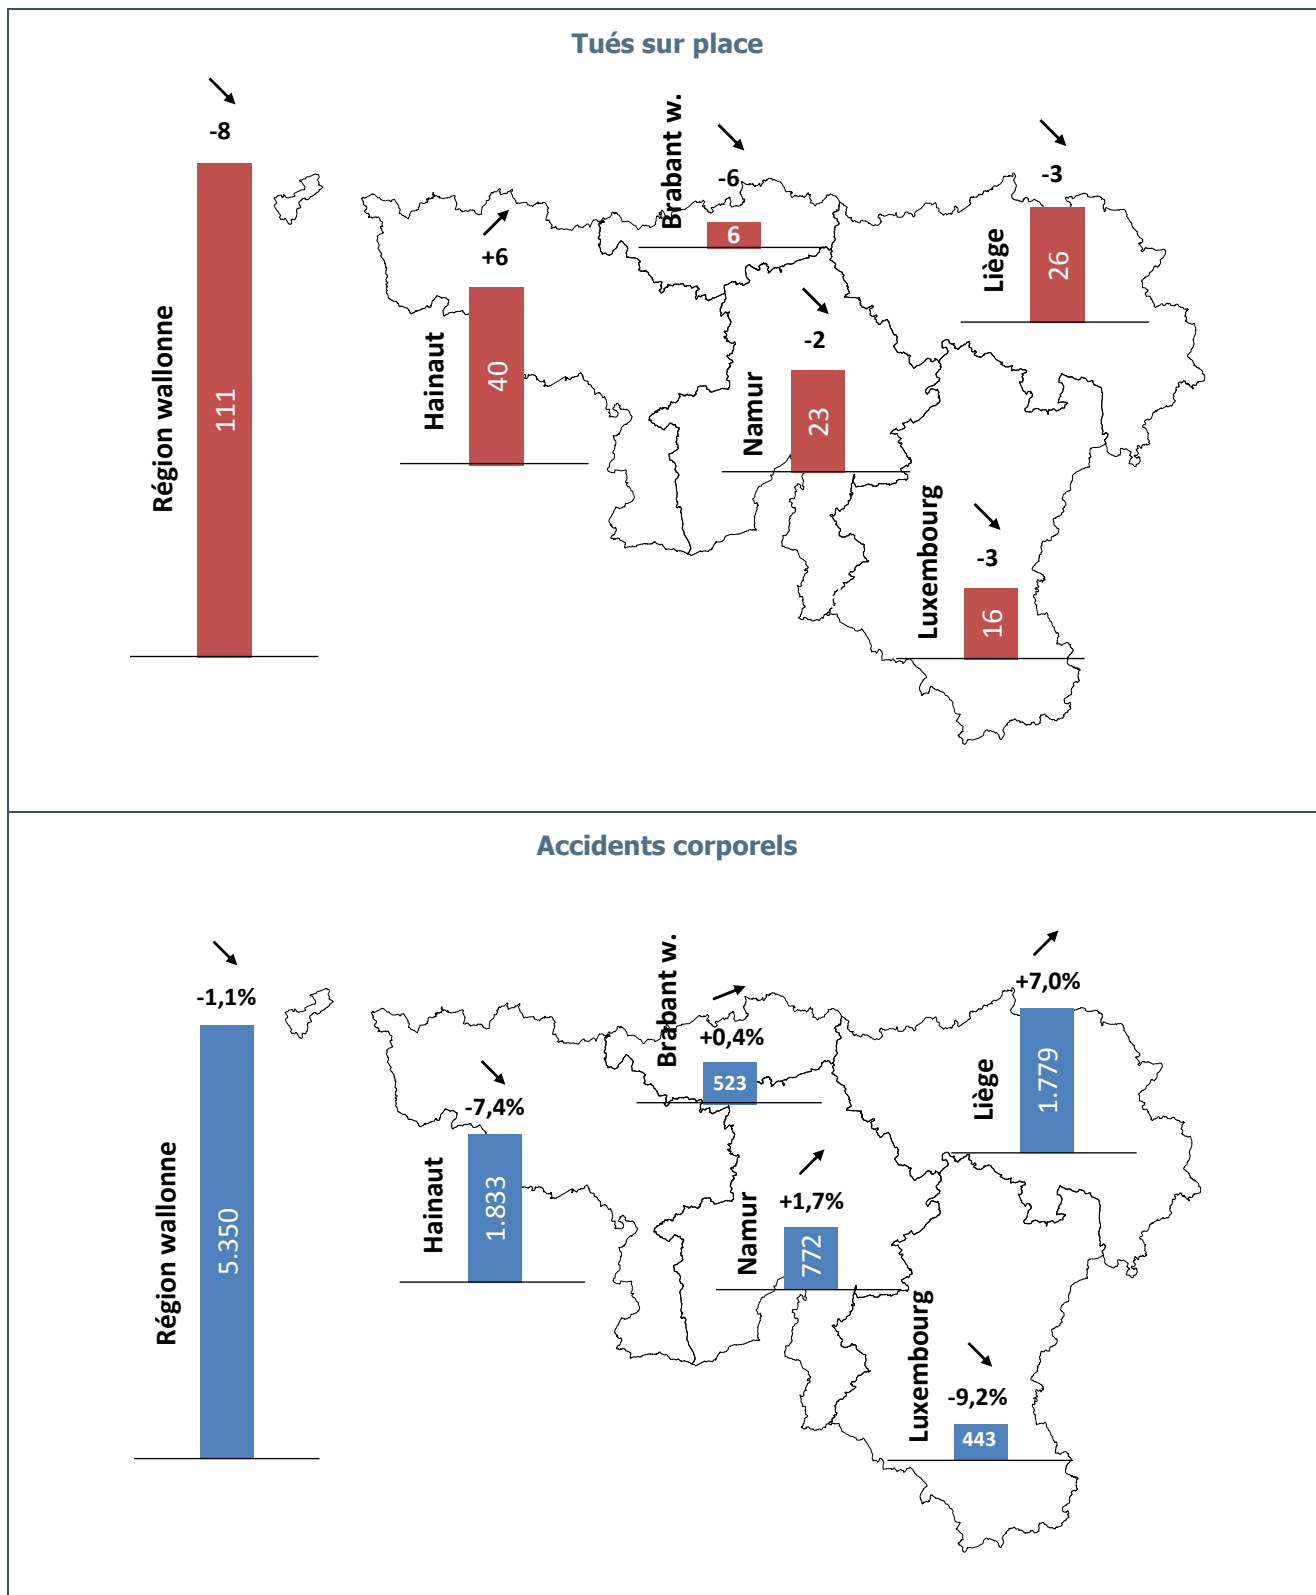 Tués sur place
-8
Région wallonne
111
+6
Hainaut
40
Brabant w.
-6
6
-3
Liège
26
-2
Namur
23
-3
Luxembourg
16
Accidents corporels
-1,1%
Région wallonne
5.350
-7,4%
Hainaut
1.833
Brabant w.
+0,4%
523
+7,0%
Liège
1.779
+1,7%
Namur
772
-9,2%
Luxembourg
443